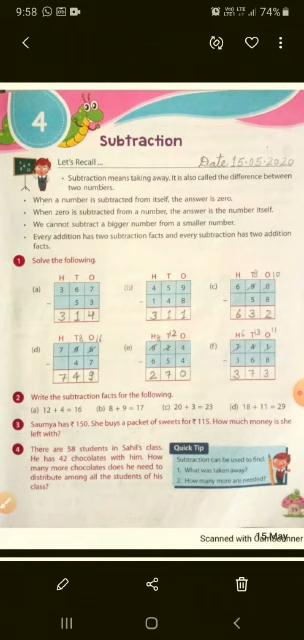 9:58
74%
4
Subtraction
Let's Recall ...
Date 15.05.2020
• Subtraction means taking away. It is also called the difference between
two numbers.
• When a number is subtracted from itself, the answer is zero.
• When zero is subtracted from a number, the answer is the number itself.
• We cannot subtract a bigger number from a smaller number.
• Every addition has two subtraction facts and every subtraction has two addition
facts.
1 Solve the following.
H T O
H T O
(a) 3 6 7
(b) 4 5 9
(c)
- 5 3
- 1 4 8
- 5 8
3 1 4
3 1 1
6 3 2
(d)
(e)
(f)
- 4 7
- 6 5 4
- 3 6 8
7 4 9
2 7 0
3 7 3
2 Write the subtraction facts for the following.
(a) 12 + 4 = 16 (b) 8 + 9 = 17 (c) 20 + 3 = 23 (d) 18 + 11 = 29
3 Saumya has ₹ 150. She buys a packet of sweets for ₹ 115. How much money is she
left with?
4 There are 58 students in Sahil's class.
He has 42 chocolates with him. How
many more chocolates does he need to
distribute among all the students of his
class?
Quick Tip
Subtraction can be used to find:
1. What was taken away?
2. How many more are needed?
15 May
Scanned with CamScanner